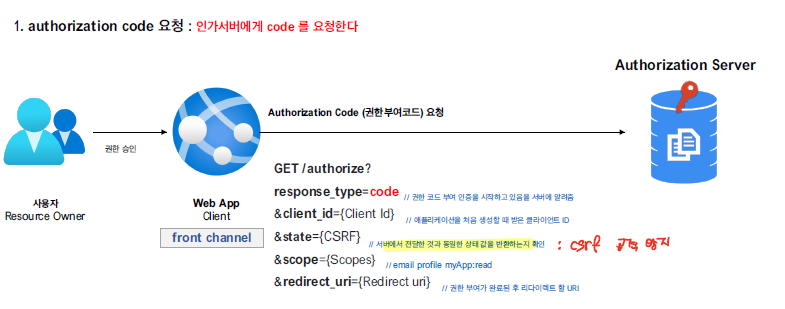 1. authorization code 요청 : 인가서버에게 code 를 요청한다
Authorization Server
Authorization Code (권한부여코드) 요청
권한 승인
사용자
Resource Owner
Web App
Client
front channel
GET /authorize?
response_type=code // 권한 코드 부여 인증을 시작하고 있음을 서버에 알려줌
&client_id={Client Id} // 애플리케이션을 처음 생성할 때 받은 클라이언트 ID
&state={CSRF} // 서버에서 전달한 것과 동일한 상태 값을 반환하는지 확인 : csrf 공격 방지
&scope={Scopes} // email profile myApp:read
&redirect_uri={Redirect uri} // 권한 부여가 완료된 후 리다이렉트 할 URI